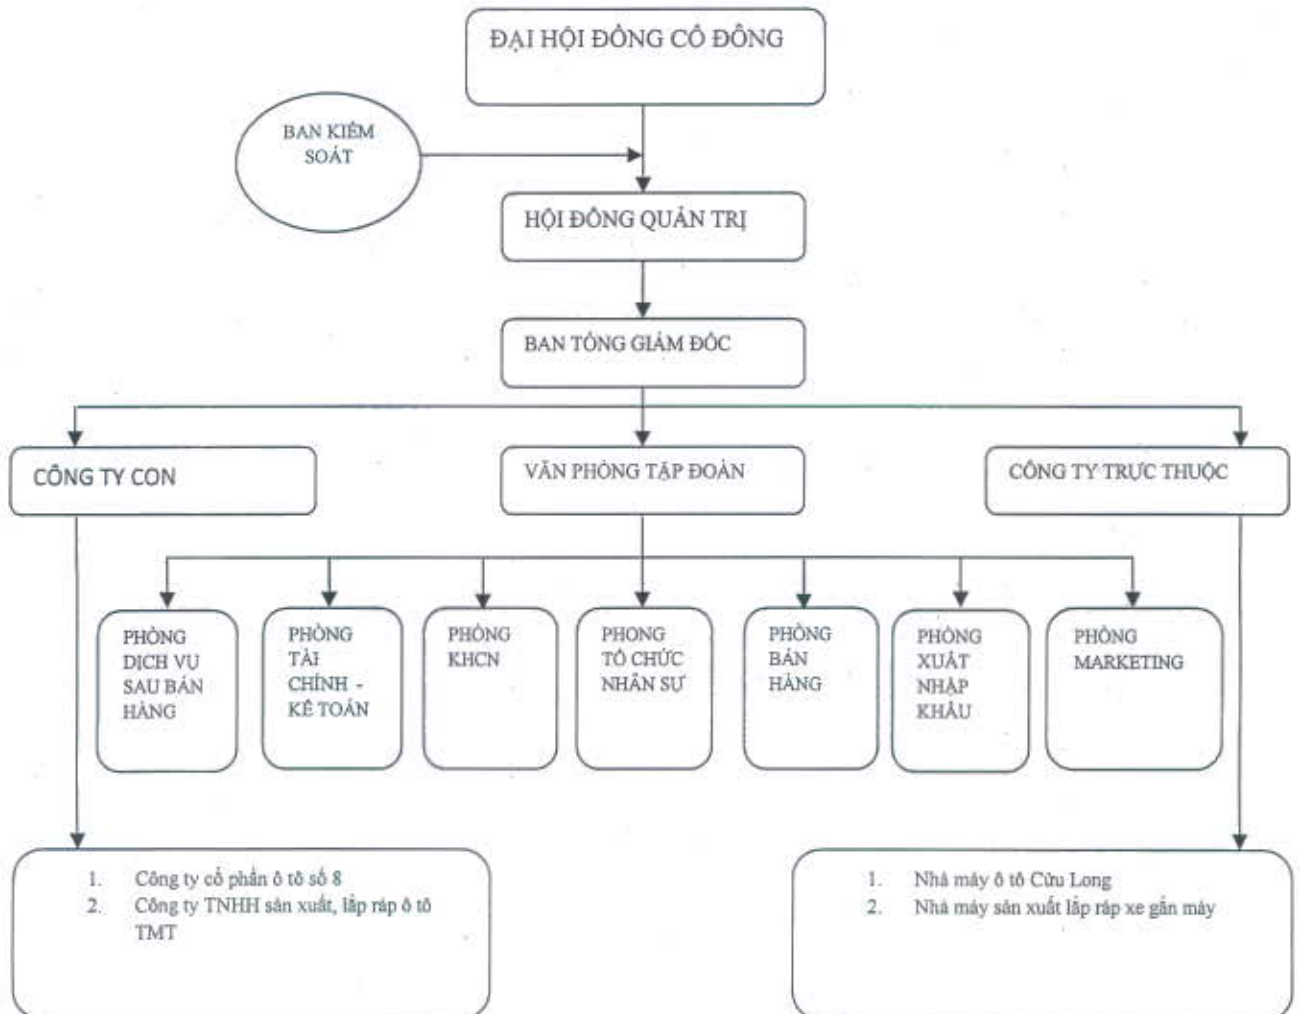 ĐẠI HỘI ĐỒNG CỔ ĐÔNG
BAN KIỂM
SOÁT
HỘI ĐỒNG QUẢN TRỊ
BAN TỔNG GIÁM ĐỐC
CÔNG TY CON
VĂN PHÒNG TẬP ĐOÀN
CÔNG TY TRỰC THUỘC
PHÒNG
DỊCH VỤ
SAU BÁN
HÀNG
PHÒNG
TÀI
CHÍNH -
KẾ TOÁN
PHÒNG
KHCN
PHONG
TỔ CHỨC
NHÂN SỰ
PHÒNG
BÁN
HÀNG
PHÒNG
XUẤT
NHẬP
KHẨU
PHÒNG
MARKETING
1. Công ty cổ phần ô tô số 8
2. Công ty TNHH sản xuất, lắp ráp ô tô
TMT
1. Nhà máy ô tô Cửu Long
2. Nhà máy sản xuất lắp ráp xe gắn máy